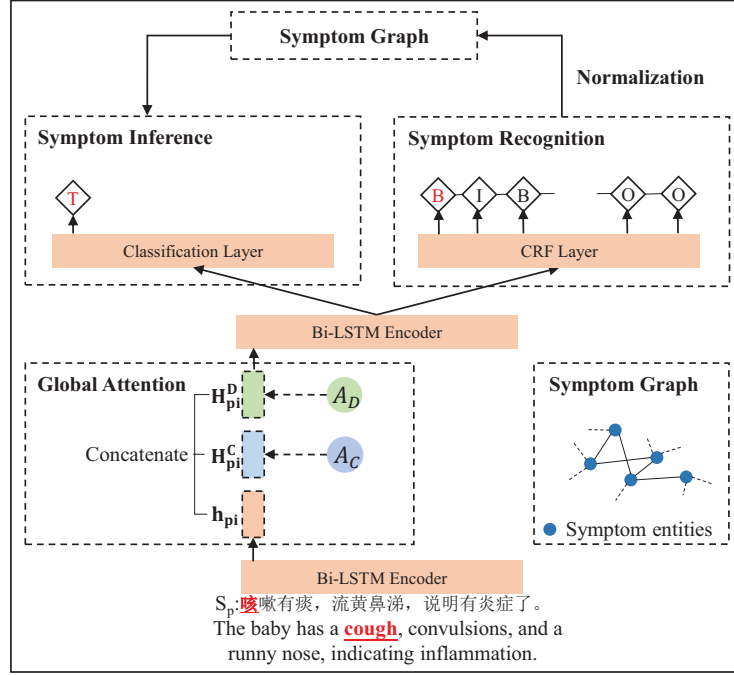 Symptom Graph
Normalization
Symptom Inference
Symptom Recognition
T
B I B O O
Classification Layer
CRF Layer
Bi-LSTM Encoder
Global Attention
Symptom Graph
H_pi^D
A_D
Concatenate
H_pi^C
A_C
h_pi
Symptom entities
Bi-LSTM Encoder
S_p:咳嗽有痰，流黄鼻涕，说明有炎症了。
The baby has a cough, convulsions, and a
runny nose, indicating inflammation.